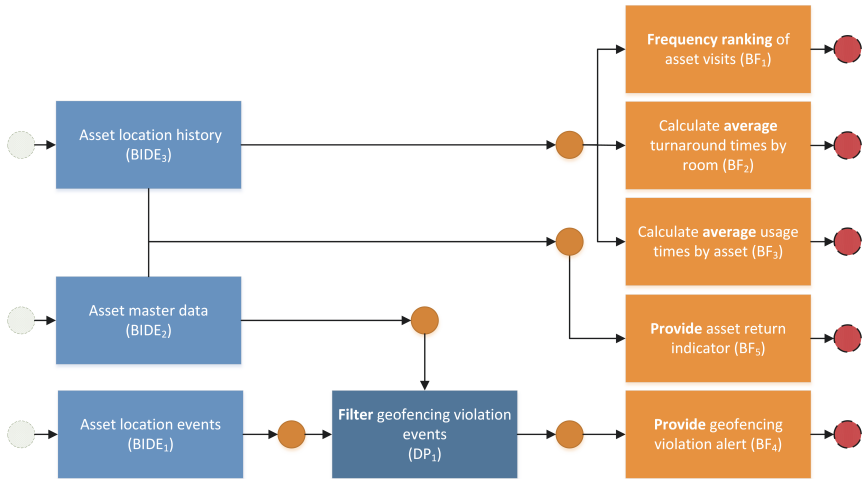 Frequency ranking of
asset visits (BF₁)
Asset location history
(BIDE₃)
Calculate average
turnaround times by
room (BF₂)
Calculate average usage
times by asset (BF₃)
Asset master data
(BIDE₂)
Provide asset return
indicator (BF₅)
Asset location events
(BIDE₁)
Filter geofencing violation
events
(DP₁)
Provide geofencing
violation alert (BF₄)